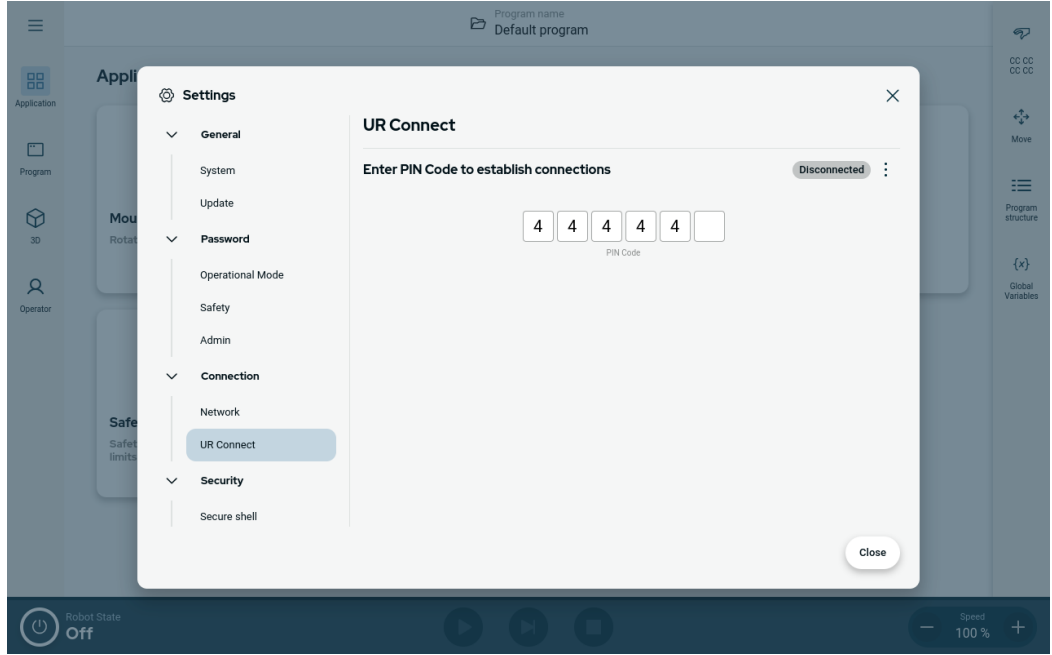 Program name
Default program
Application
Program
3D
Operator
Appli
Mou
Rotat
Safe
Safet
limits
Settings
General
System
Update
Password
Operational Mode
Safety
Admin
Connection
Network
UR Connect
Security
Secure shell
UR Connect
Enter PIN Code to establish connections
Disconnected
4 4 4 4 4
PIN Code
Close
CC CC
CC CC
Move
Program
structure
{x}
Global
Variables
Robot State
Off
Speed
100 %